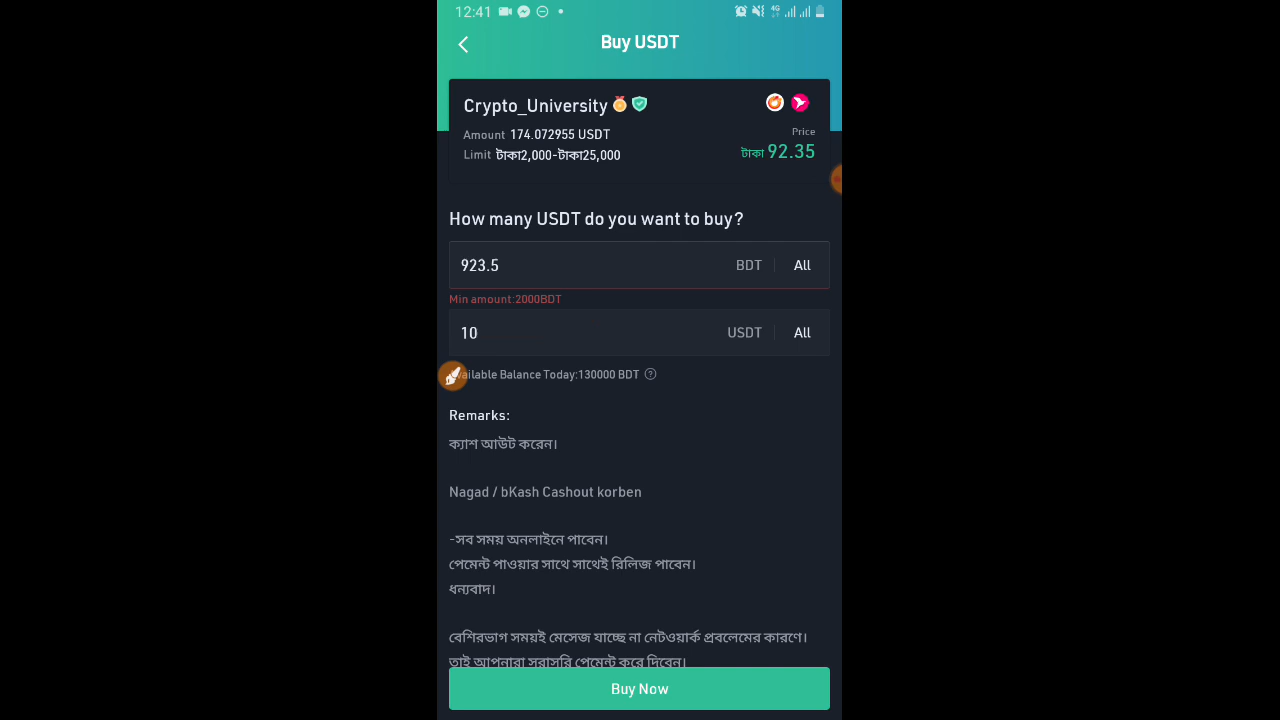 12:41
4G
Buy USDT
Crypto_University
Amount 174.072955 USDT
Price
Limit টাকা2,000-টাকা25,000
টাকা 92.35
How many USDT do you want to buy?
923.5 BDT All
Min amount:2000BDT
10 USDT All
Available Balance Today:130000 BDT
Remarks:
ক্যাশ আউট করেন।
Nagad / bKash Cashout korben
-সব সময় অনলাইনে পাবেন।
পেমেন্ট পাওয়ার সাথে সাথেই রিলিজ পাবেন।
ধন্যবাদ।
বেশিরভাগ সময়ই মেসেজ যাচ্ছে না নেটওয়ার্ক প্রবলেমের কারণে।
তাই আপনারা সরাসরি পেমেন্ট করে দিবেন।
Buy Now